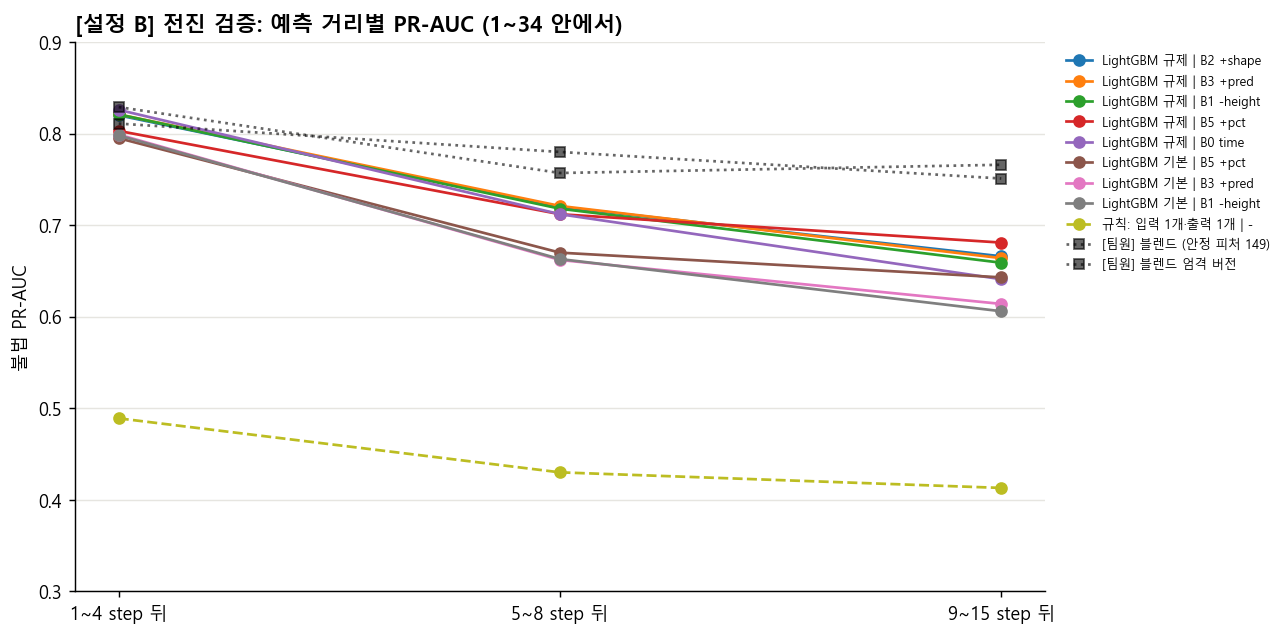 [설정 B] 전진 검증: 예측 거리별 PR-AUC (1~34 안에서)
불법 PR-AUC
0.9
0.8
0.7
0.6
0.5
0.4
0.3
1~4 step 뒤
5~8 step 뒤
9~15 step 뒤
LightGBM 규제 | B2 +shape
LightGBM 규제 | B3 +pred
LightGBM 규제 | B1 -height
LightGBM 규제 | B5 +pct
LightGBM 규제 | B0 time
LightGBM 기본 | B5 +pct
LightGBM 기본 | B3 +pred
LightGBM 기본 | B1 -height
규칙: 입력 1개·출력 1개 | -
[팀원] 블렌드 (안정 피처 149)
[팀원] 블렌드 엄격 버전